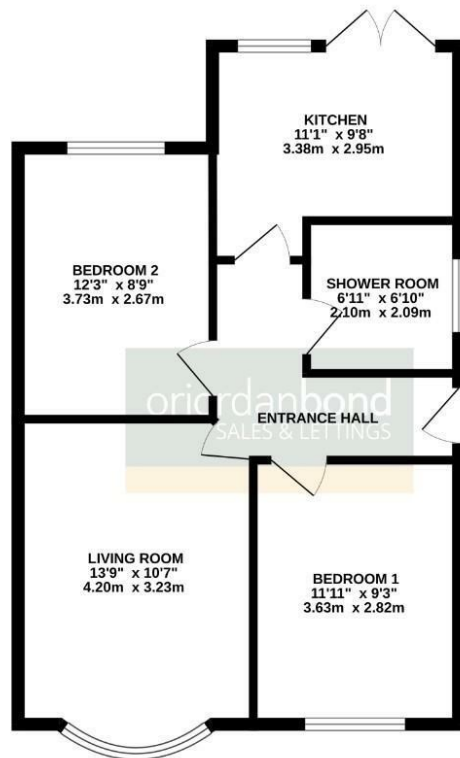 KITCHEN
11'1" x 9'8"
3.38m x 2.95m
BEDROOM 2
12'3" x 8'9"
3.73m x 2.67m
SHOWER ROOM
6'11" x 6'10"
2.10m x 2.09m
oriordanbond
SALES & LETTINGS
ENTRANCE HALL
LIVING ROOM
13'9" x 10'7"
4.20m x 3.23m
BEDROOM 1
11'11" x 9'3"
3.63m x 2.82m